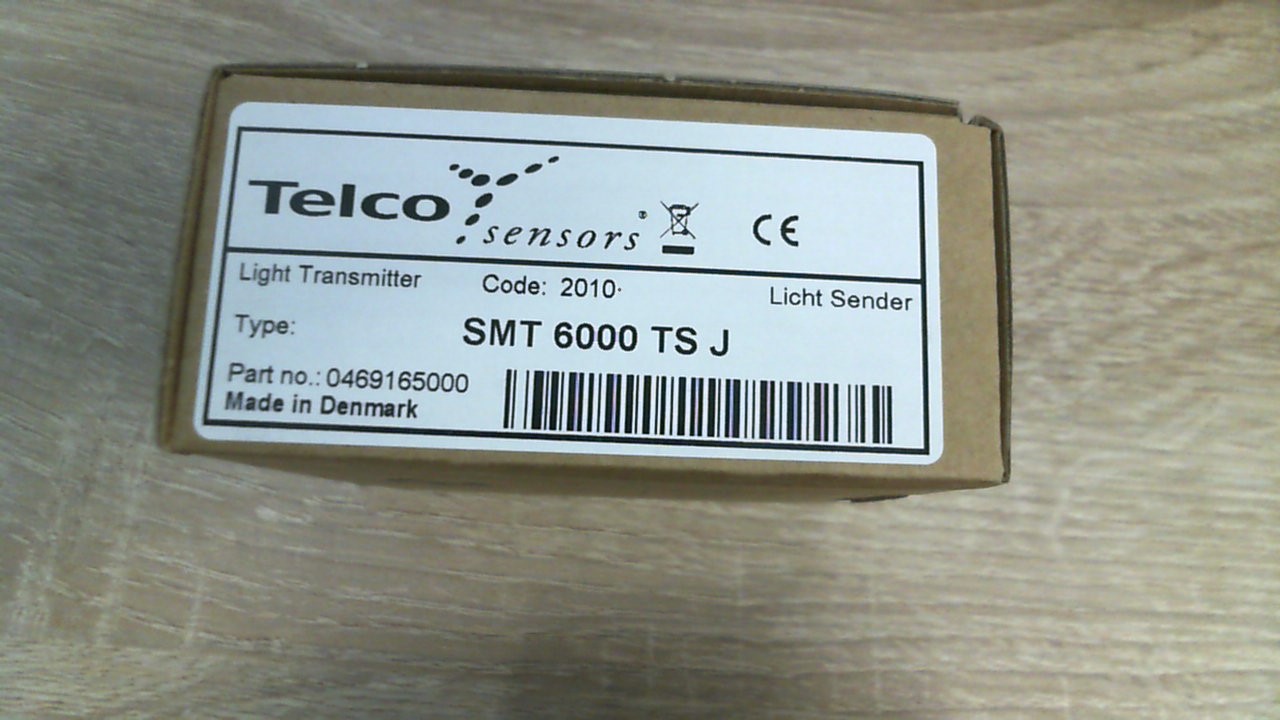 Telco sensors®
CE
Light Transmitter Code: 2010 Licht Sender
Type: SMT 6000 TS J
Part no.: 0469165000
Made in Denmark